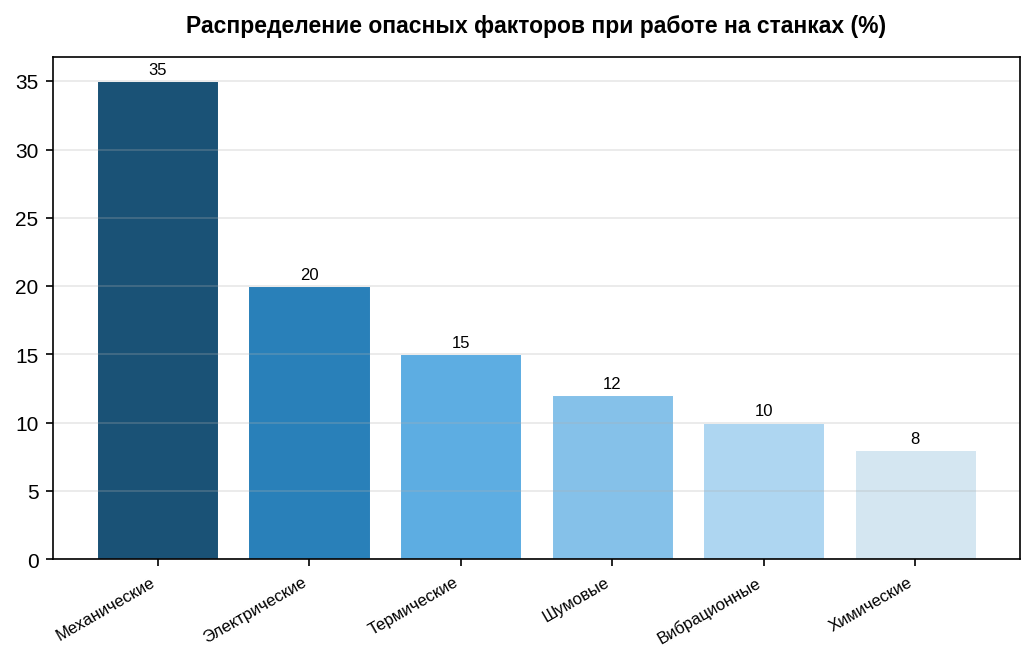 Распределение опасных факторов при работе на станках (%)
35
30
25
20
15
10
5
0
35
20
15
12
10
8
Механические
Электрические
Термические
Шумовые
Вибрационные
Химические